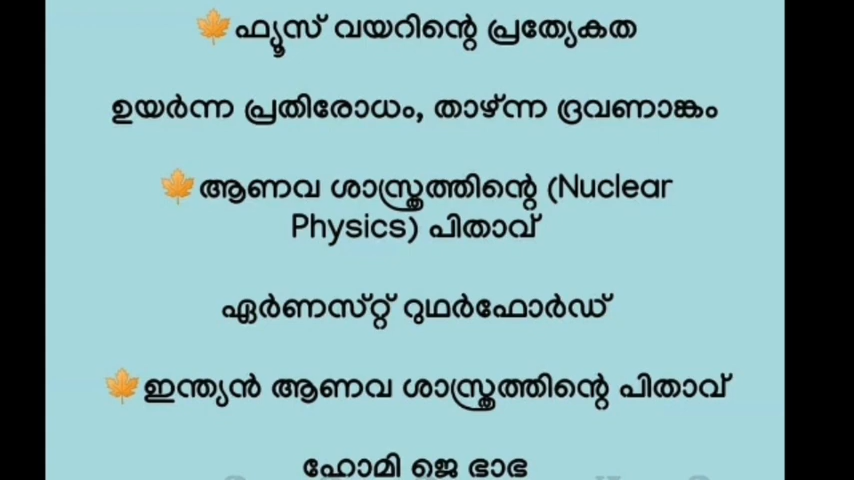 🍁ഫ്യൂസ് വയറിന്റെ പ്രത്യേകത
ഉയർന്ന പ്രതിരോധം, താഴ്ന്ന ദ്രവണാങ്കം
🍁ആണവ ശാസ്ത്രത്തിന്റെ (Nuclear
Physics) പിതാവ്
ഏർണസ്റ്റ് റുഥർഫോർഡ്
🍁ഇന്ത്യൻ ആണവ ശാസ്ത്രത്തിന്റെ പിതാവ്
ഹോമി ജെ ഭാഭ